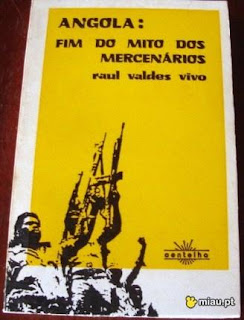 ANGOLA:
FIM DO MITO DOS
MERCENÁRIOS
raul valdes vivo
centelha
miau.pt